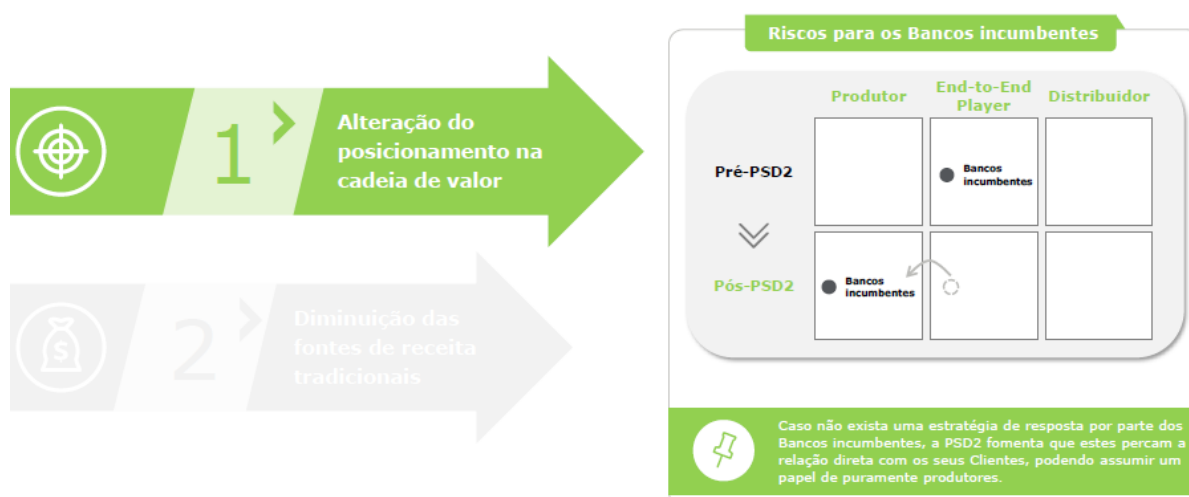 1
Alteração do
posicionamento na
cadeia de valor
2
Diminuição das
fontes de receita
tradicionais
$
Riscos para os Bancos incumbentes
Produtor
End-to-End
Player
Distribuidor
Pré-PSD2
Bancos
incumbentes
Pós-PSD2
Bancos
incumbentes
Caso não exista uma estratégia de resposta por parte dos
Bancos incumbentes, a PSD2 fomenta que estes percam a
relação direta com os seus Clientes, podendo assumir um
papel de puramente produtores.